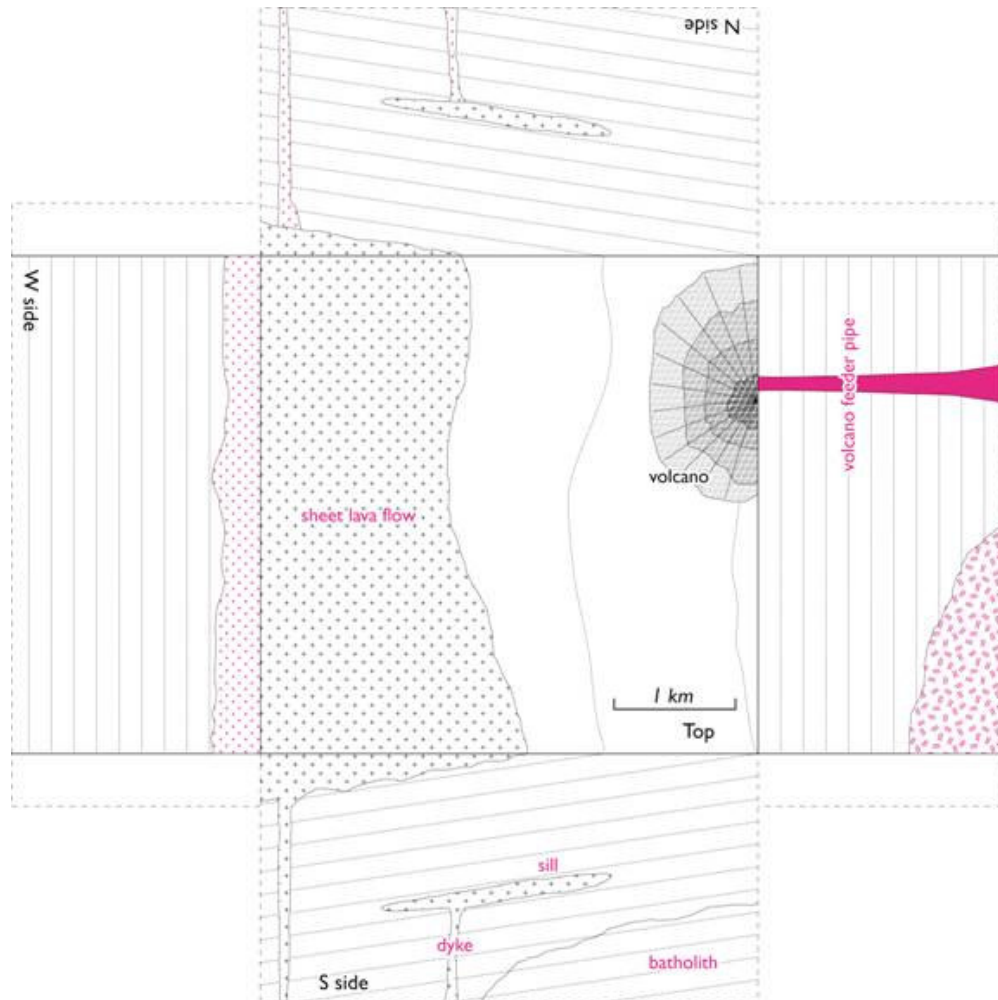 N side
W side
volcano feeder pipe
volcano
sheet lava flow
1 km
Top
sill
dyke
batholith
S side